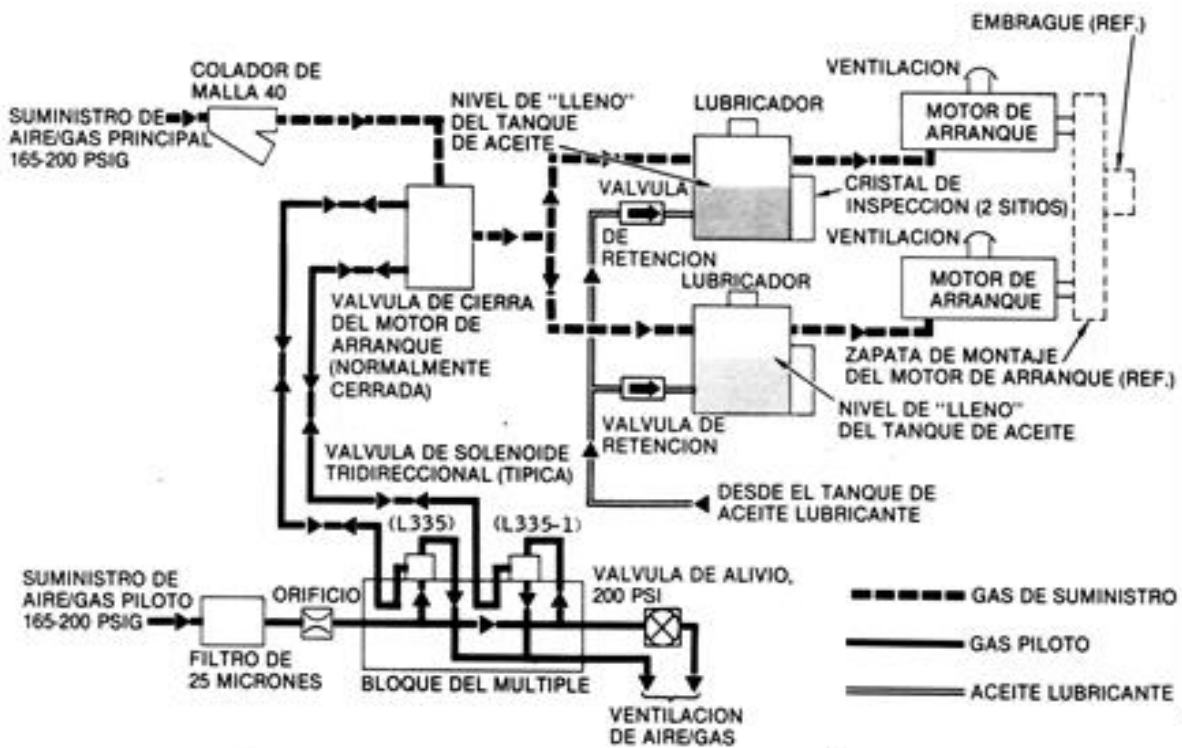 EMBRAGUE (REF.)
COLADOR DE
MALLA 40
VENTILACION
SUMINISTRO DE
AIRE/GAS PRINCIPAL
165-200 PSIG
NIVEL DE "LLENO"
DEL TANQUE
DE ACEITE
LUBRICADOR
MOTOR DE
ARRANQUE
VALVULA
DE
RETENCION
CRISTAL DE
INSPECCION (2 SITIOS)
VENTILACION
LUBRICADOR
MOTOR DE
ARRANQUE
VALVULA DE CIERRA
DEL MOTOR DE
ARRANQUE
(NORMALMENTE
CERRADA)
ZAPATA DE MONTAJE
DEL MOTOR DE ARRANQUE (REF.)
VALVULA DE
RETENCION
NIVEL DE "LLENO"
DEL TANQUE DE ACEITE
VALVULA DE SOLENOIDE
TRIDIRECCIONAL (TIPICA)
DESDE EL TANQUE DE
ACEITE LUBRICANTE
(L335)
(L335-1)
SUMINISTRO DE
AIRE/GAS PILOTO
165-200 PSIG
ORIFICIO
VALVULA DE ALIVIO,
200 PSI
GAS DE SUMINISTRO
GAS PILOTO
FILTRO DE
25 MICRONES
BLOQUE DEL MULTIPLE
ACEITE LUBRICANTE
VENTILACION
DE AIRE/GAS